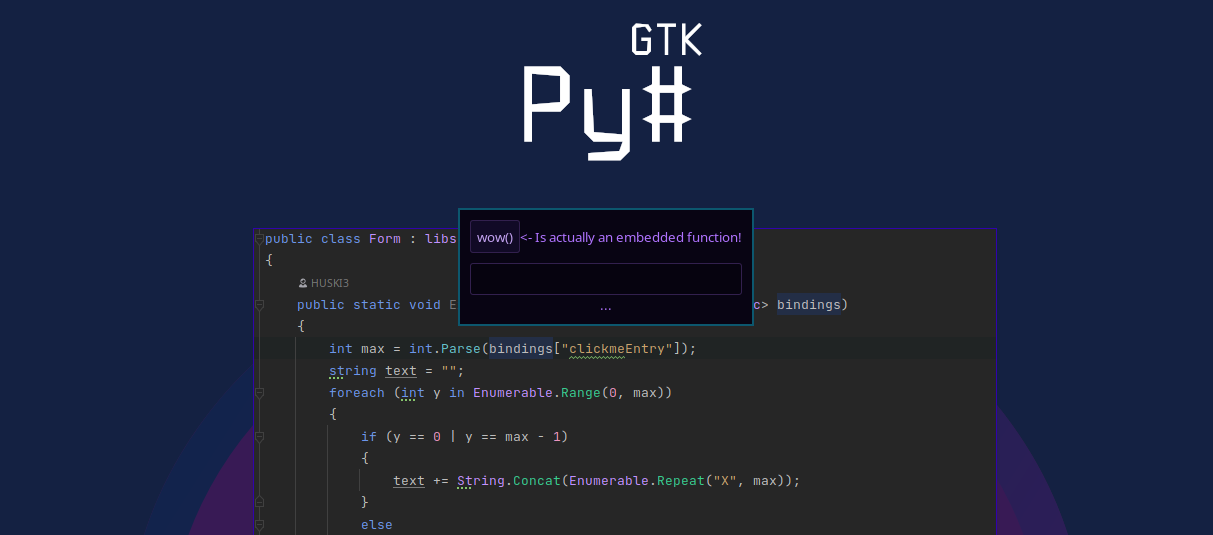 GTK
Py#
wow() <- Is actually an embedded function!
...
public class Form : libs
{
HUSKI3
public static void E c> bindings)
{
int max = int.Parse(bindings["clickmeEntry"]);
string text = "";
foreach (int y in Enumerable.Range(0, max))
{
if (y == 0 | y == max - 1)
{
text += String.Concat(Enumerable.Repeat("X", max));
}
else